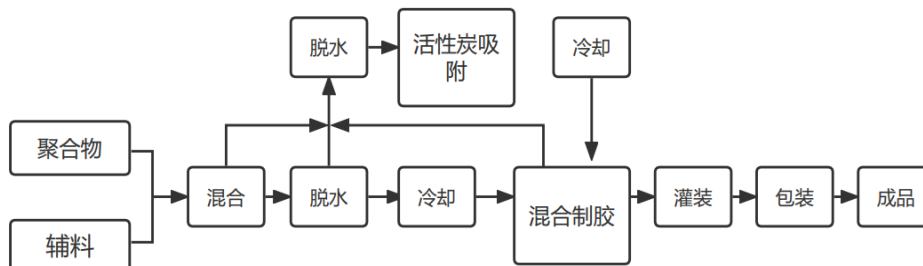 脱水
活性炭吸
附
冷却
聚合物
辅料
混合
脱水
冷却
混合制胶
灌装
包装
成品